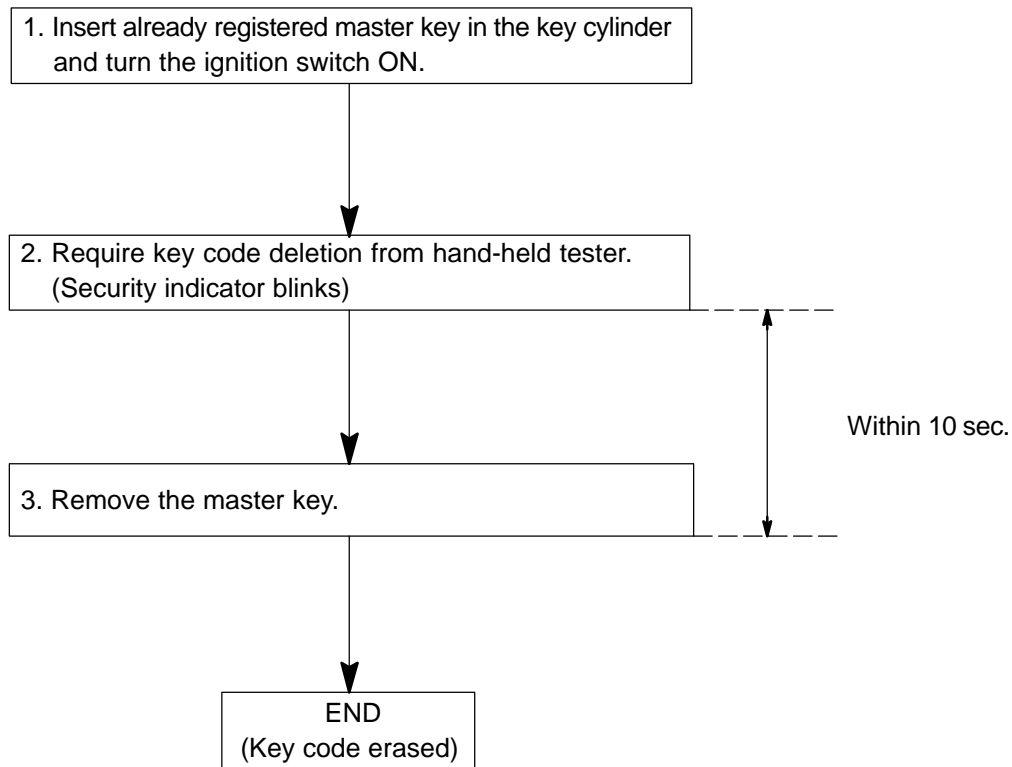 1. Insert already registered master key in the key cylinder
and turn the ignition switch ON.
2. Require key code deletion from hand-held tester.
(Security indicator blinks)
Within 10 sec.
3. Remove the master key.
END
(Key code erased)